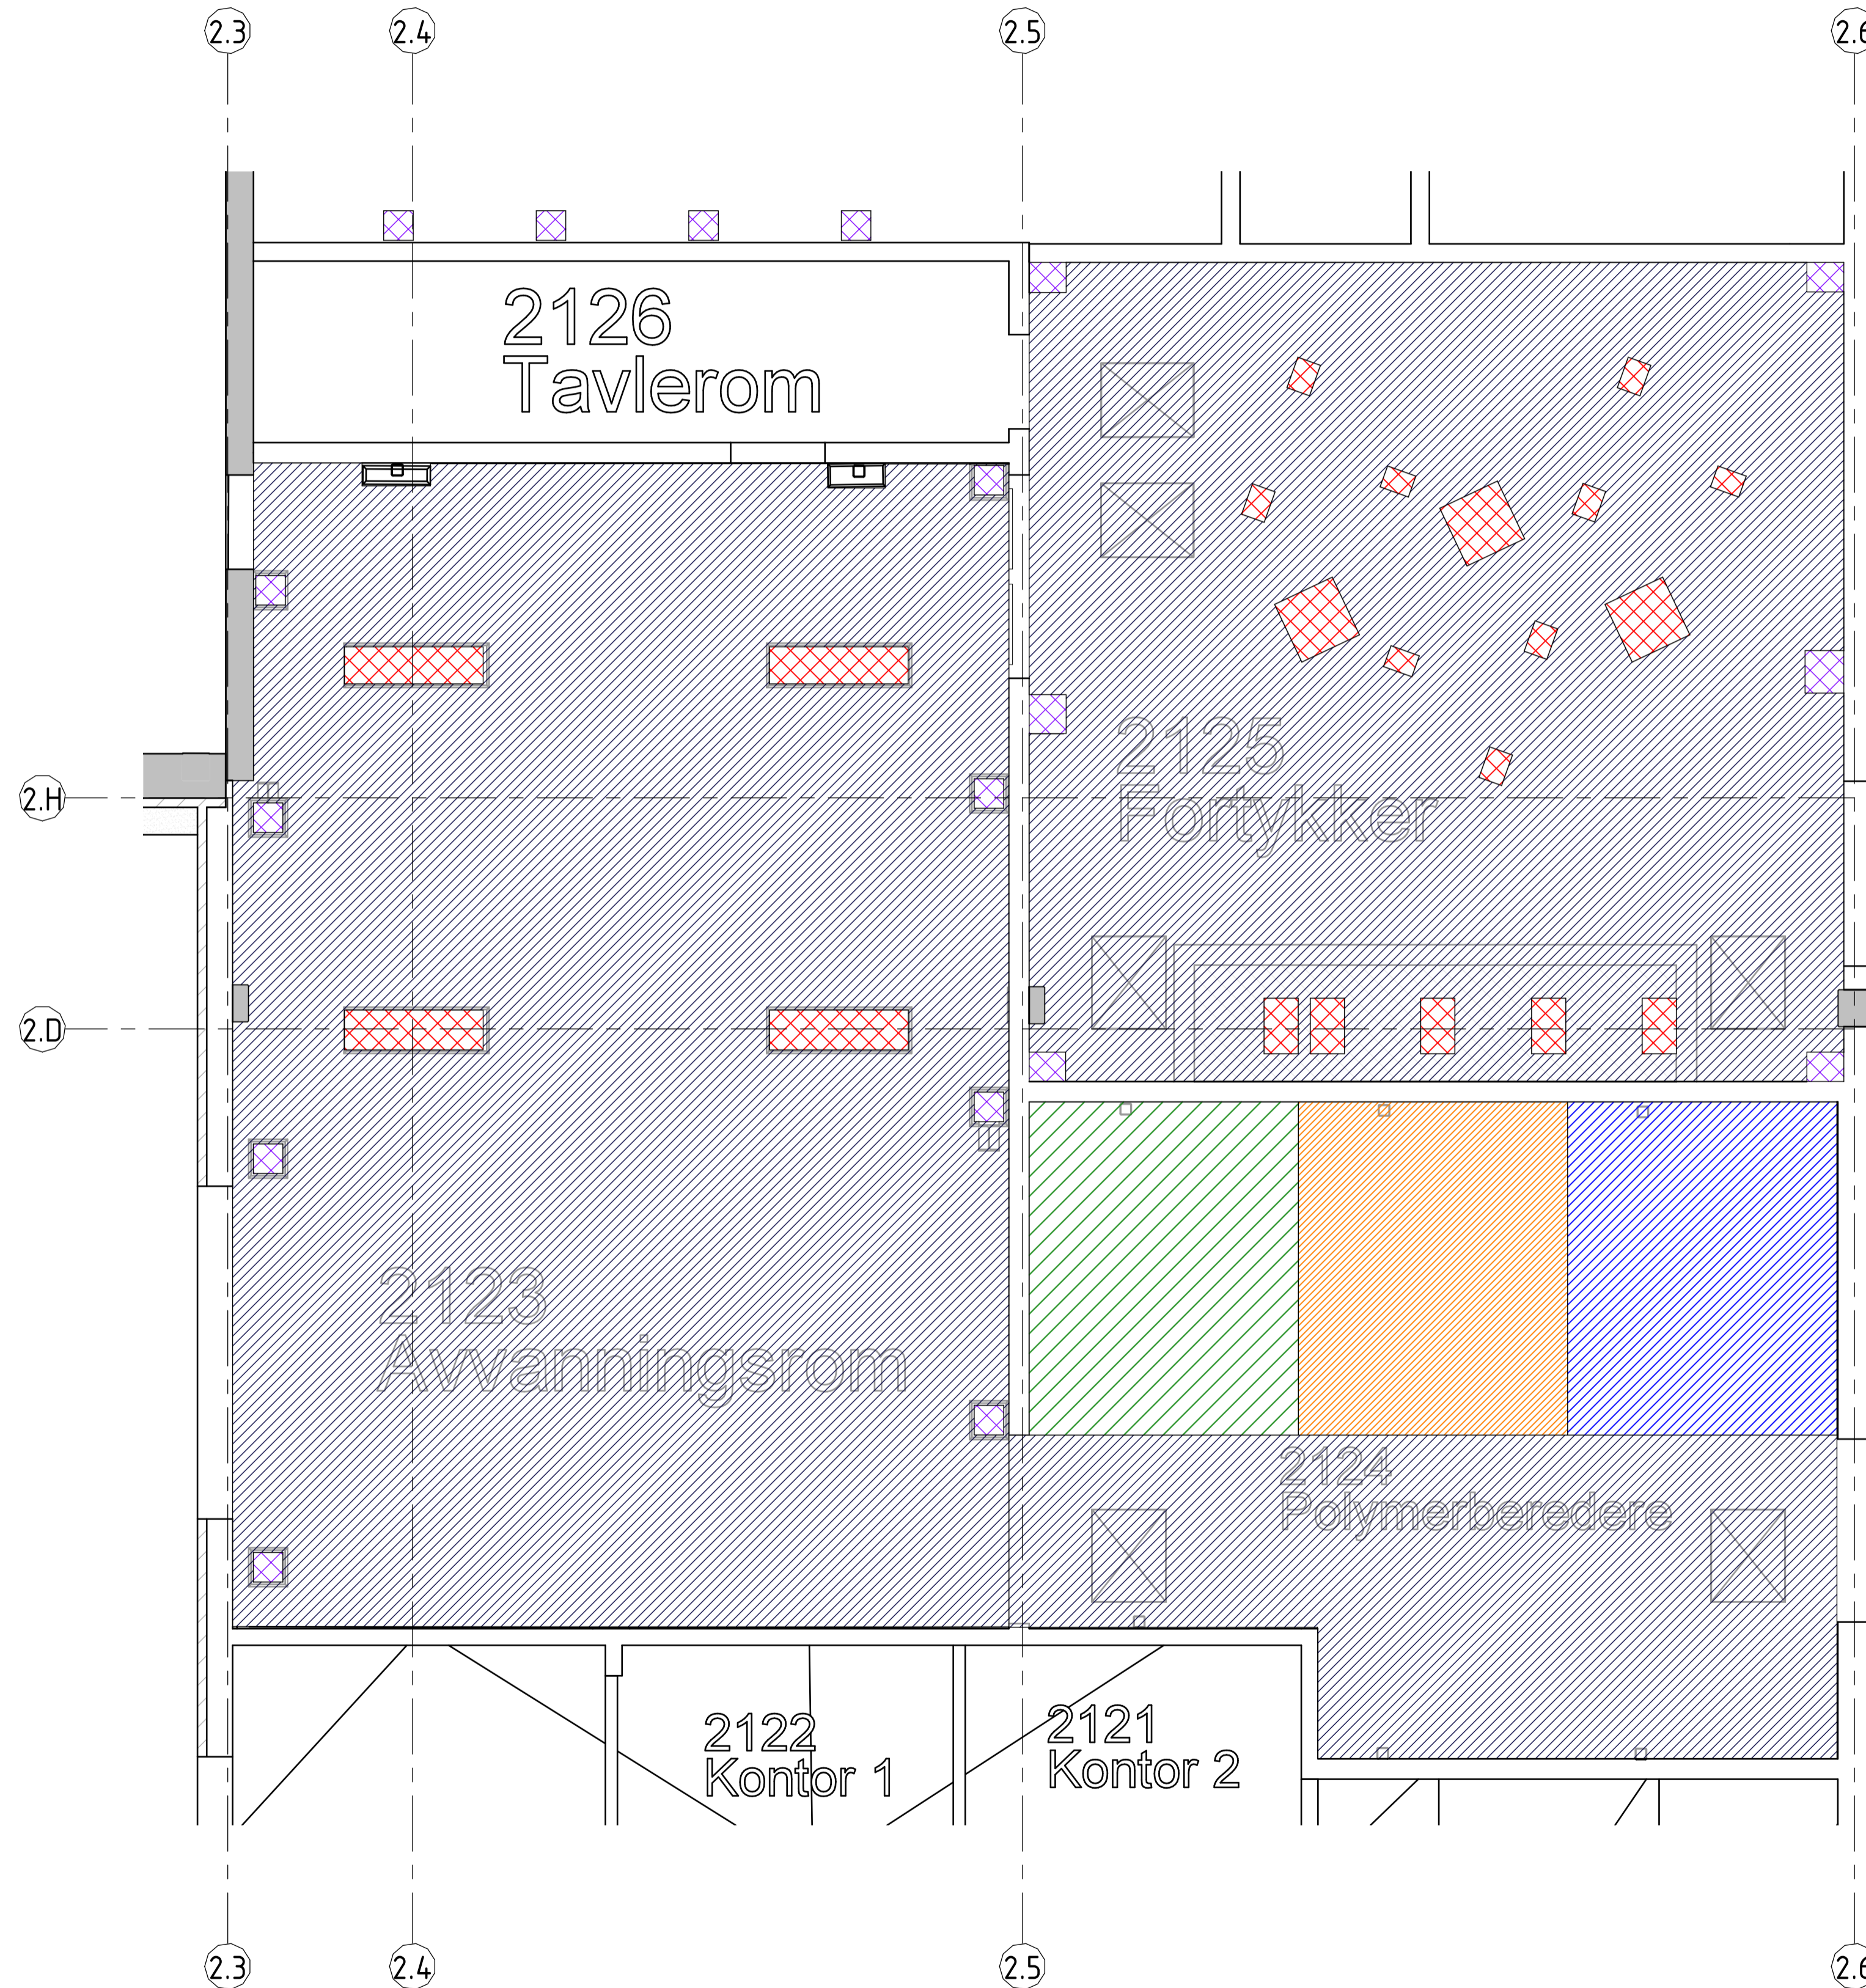 2.3
2.4
2.5
2.6
2126
Tavlerom
2125
Fortykker
2.H
2.D
2123
Avvanningsrom
2124
Polymerberedere
2122
Kontor 1
2121
Kontor 2
2.3
2.4
2.5
2.6